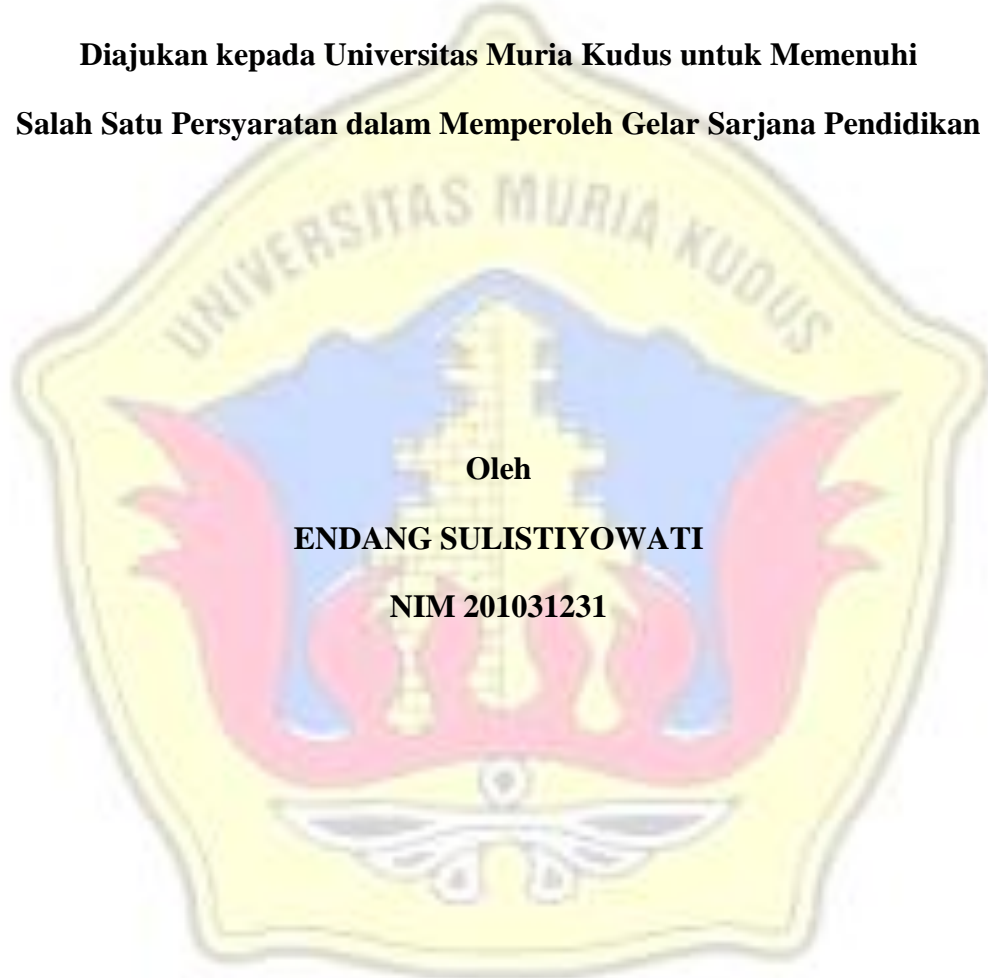 Diajukan kepada Universitas Muria Kudus untuk Memenuhi
Salah Satu Persyaratan dalam Memperoleh Gelar Sarjana Pendidikan
UNIVERSITAS MURIA KUDUS
Oleh
ENDANG SULISTIYOWATI
NIM 201031231